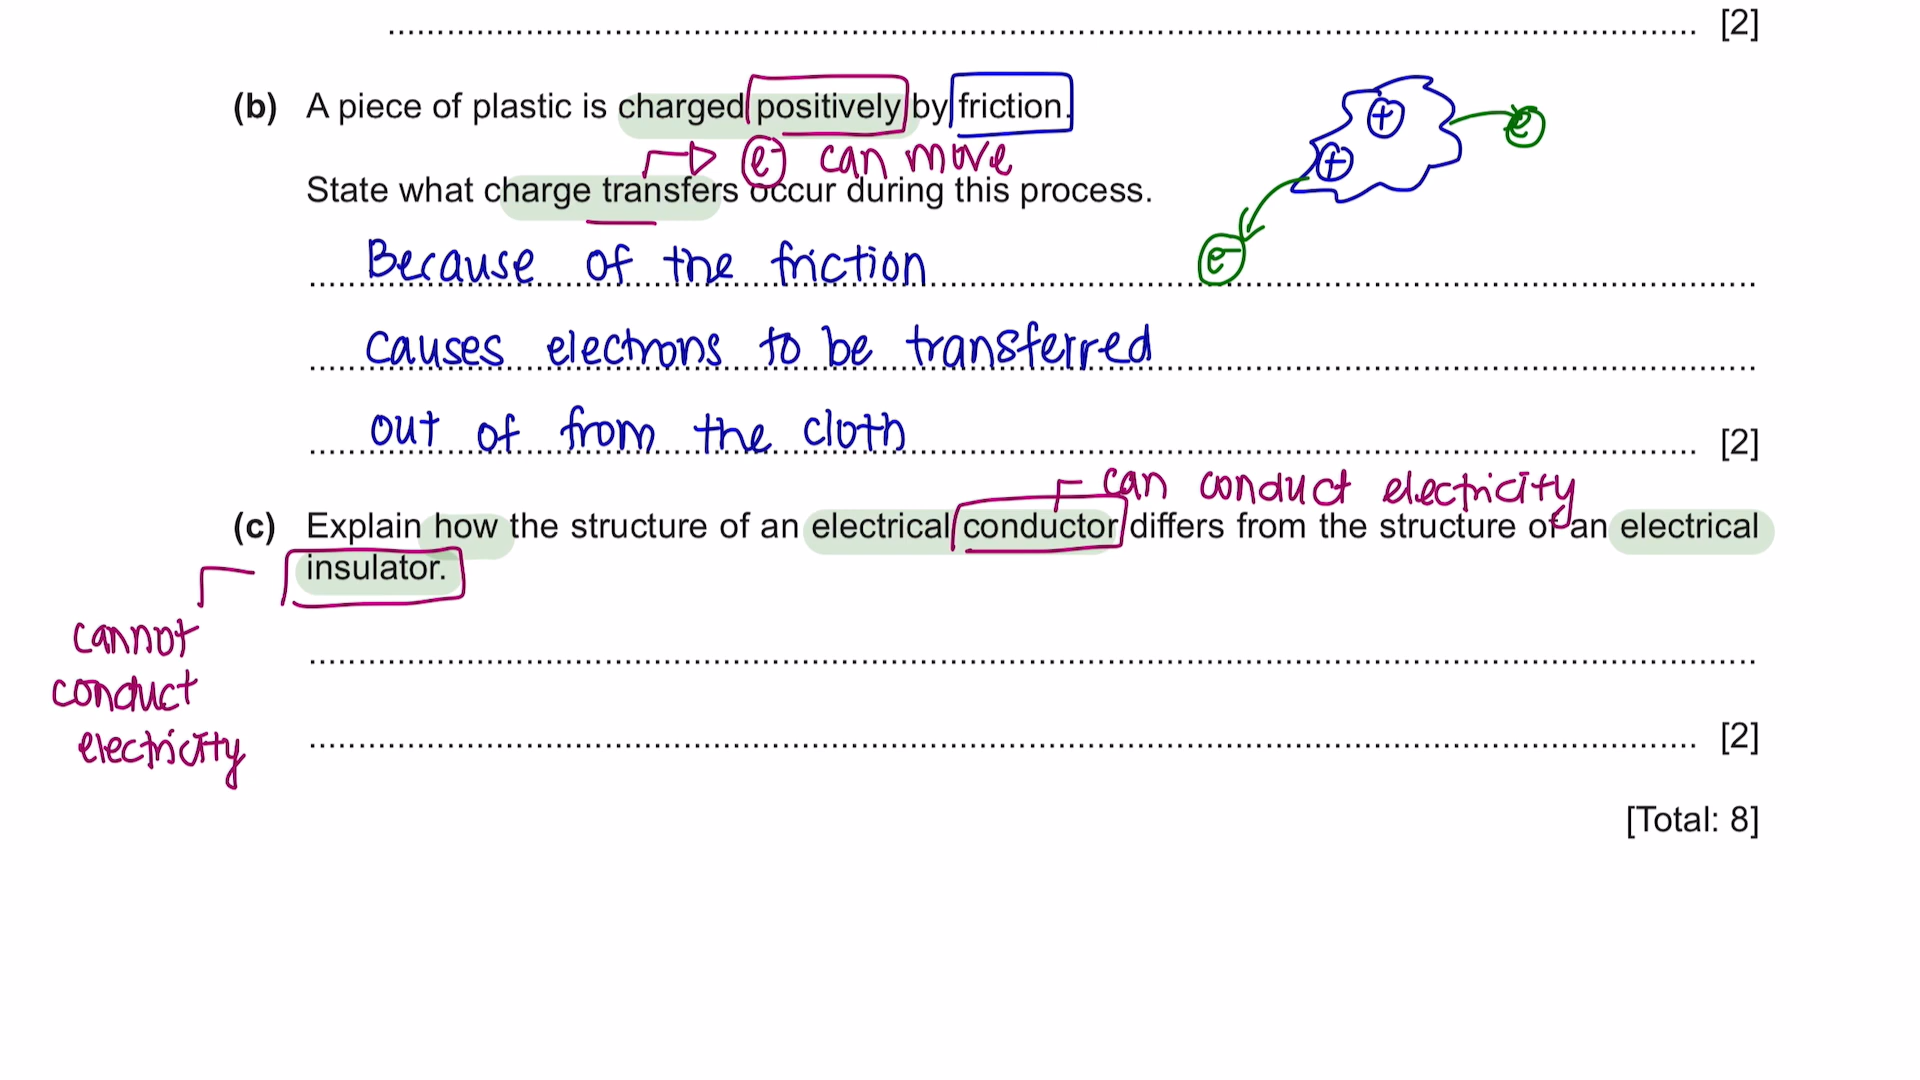 [2]
(b) A piece of plastic is charged positively by friction.
e- can move
State what charge transfers occur during this process.
+
+
e-
e-
Because of the friction
causes electrons to be transferred
out of from the cloth [2]
can conduct electricity
(c) Explain how the structure of an electrical conductor differs from the structure of an electrical
insulator.
cannot
conduct
electricity
[2]
[Total: 8]